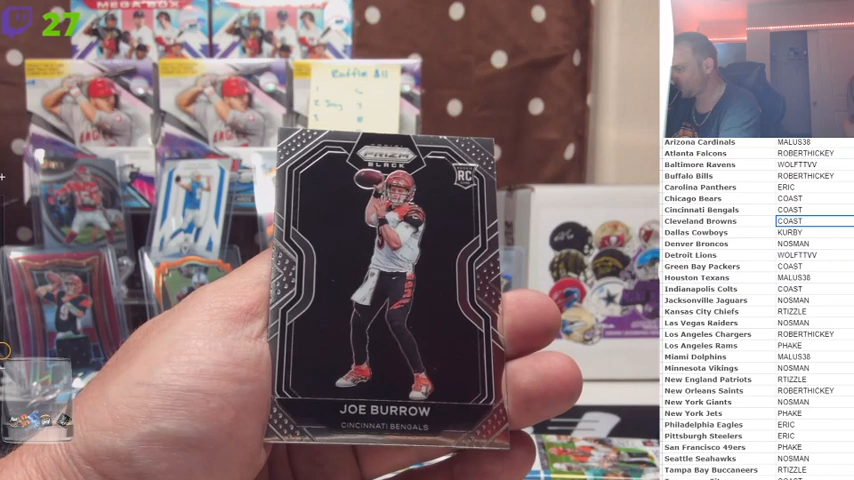 27
MEGA BOX
Raffle All
2. Jay 7
PRIZM
BLACK
RC
JOE BURROW
CINCINNATI BENGALS
Arizona Cardinals MALUS38
Atlanta Falcons ROBERTHICKEY
Baltimore Ravens WOLFTTVV
Buffalo Bills ROBERTHICKEY
Carolina Panthers ERIC
Chicago Bears COAST
Cincinnati Bengals COAST
Cleveland Browns COAST
Dallas Cowboys KURBY
Denver Broncos NOSMAN
Detroit Lions WOLFTTVV
Green Bay Packers COAST
Houston Texans MALUS38
Indianapolis Colts COAST
Jacksonville Jaguars NOSMAN
Kansas City Chiefs RTIZZLE
Las Vegas Raiders NOSMAN
Los Angeles Chargers ROBERTHICKEY
Los Angeles Rams PHAKE
Miami Dolphins MALUS38
Minnesota Vikings NOSMAN
New England Patriots RTIZZLE
New Orleans Saints ROBERTHICKEY
New York Giants NOSMAN
New York Jets PHAKE
Philadelphia Eagles ERIC
Pittsburgh Steelers ERIC
San Francisco 49ers PHAKE
Seattle Seahawks NOSMAN
Tampa Bay Buccaneers RTIZZLE